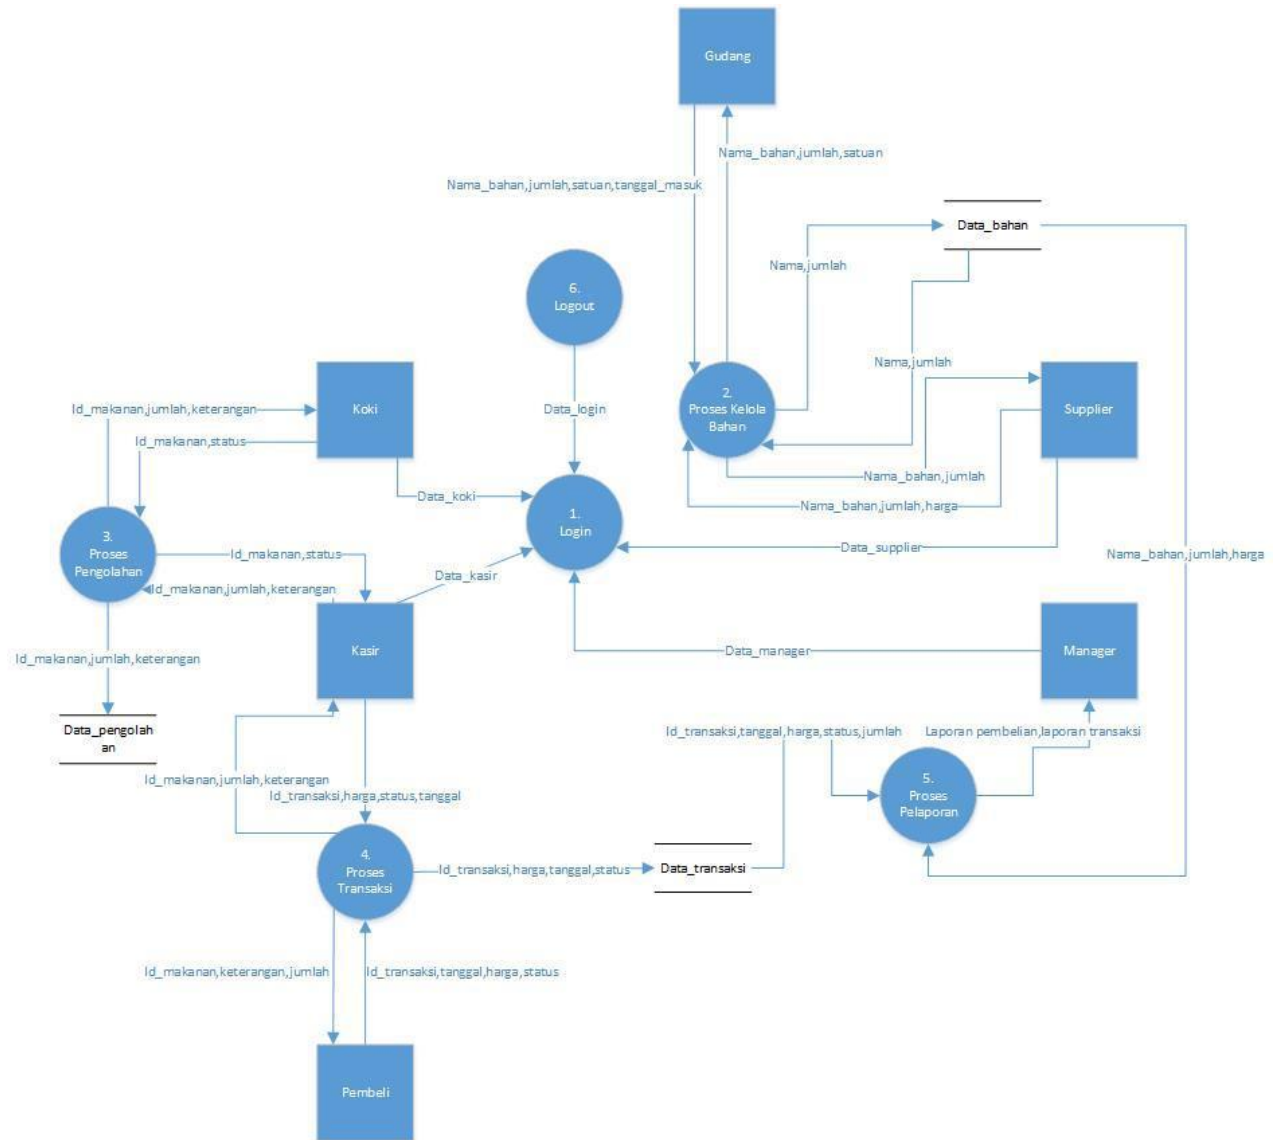 Gudang
Nama_bahan,jumlah,satuan
Nama_bahan,jumlah,satuan,tanggal_masuk
Data_bahan
Nama,jumlah
6.
Logout
Nama,jumlah
2.
Proses Kelola
Bahan
Koki
Supplier
Id_makanan,jumlah,keterangan
Data_login
Id_makanan,status
Nama_bahan,jumlah
Data_koki
Nama_bahan,jumlah,harga
1.
Login
3.
Proses
Pengolahan
Id_makanan,status
Data_supplier
Nama_bahan,jumlah,harga
Data_kasir
Id_makanan,jumlah,keterangan
Kasir
Data_manager
Manager
Id_makanan,jumlah,keterangan
Data_pengolah
an
Id_transaksi,tanggal,harga,status,jumlah
Laporan pembelian,laporan transaksi
Id_makanan,jumlah,keterangan
Id_transaksi,harga,status,tanggal
5.
Proses
Pelaporan
4.
Proses
Transaksi
Id_transaksi,harga,tanggal,status
Data_transaksi
Id_makanan,keterangan,jumlah
Id_transaksi,tanggal,harga,status
Pembeli